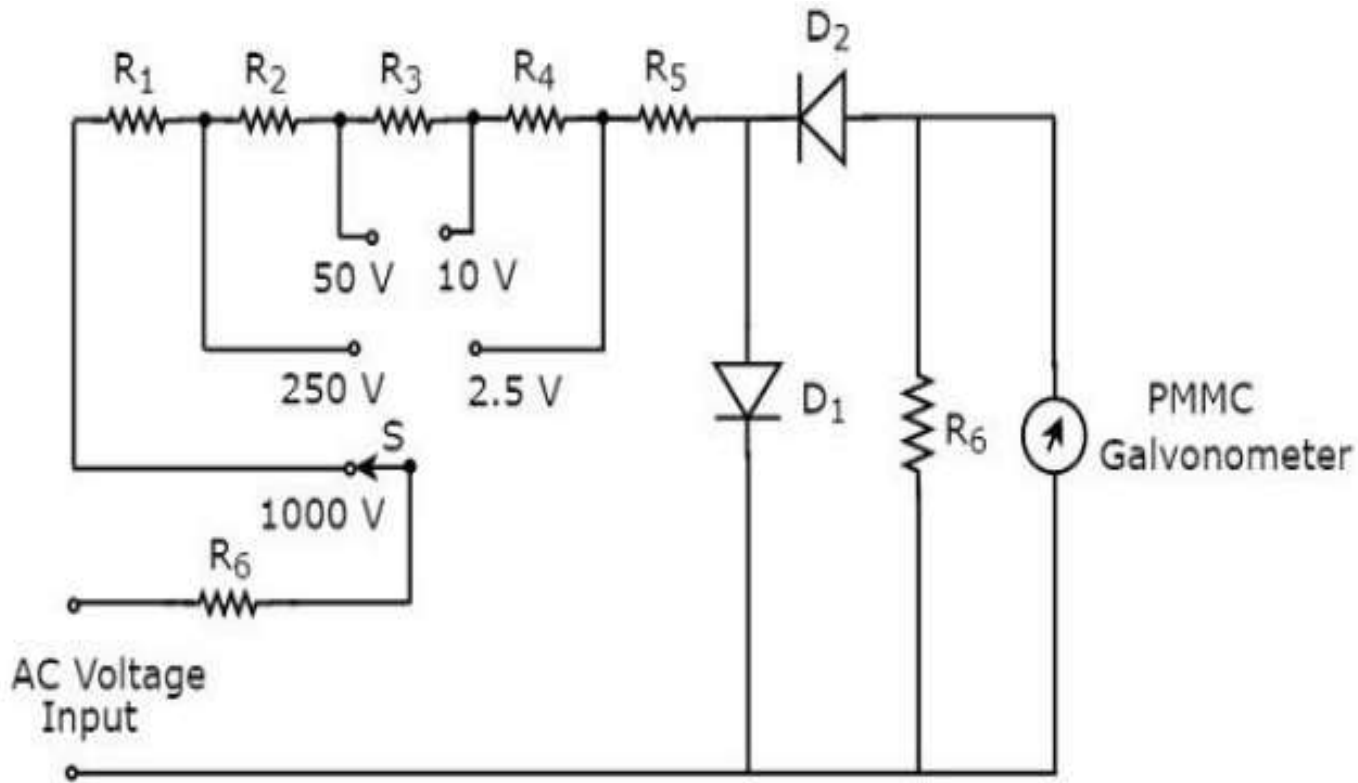 D₂
R₁ R₂ R₃ R₄ R₅
50 V 10 V
250 V 2.5 V
D₁
R₆
PMMC
Galvonometer
S
1000 V
R₆
AC Voltage
Input